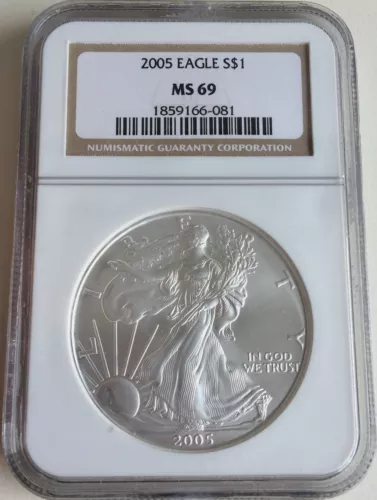 2005 EAGLE S$1
MS 69
1859166-081
NUMISMATIC GUARANTY CORPORATION
LIBERTY
IN GOD
WE TRUST
2005